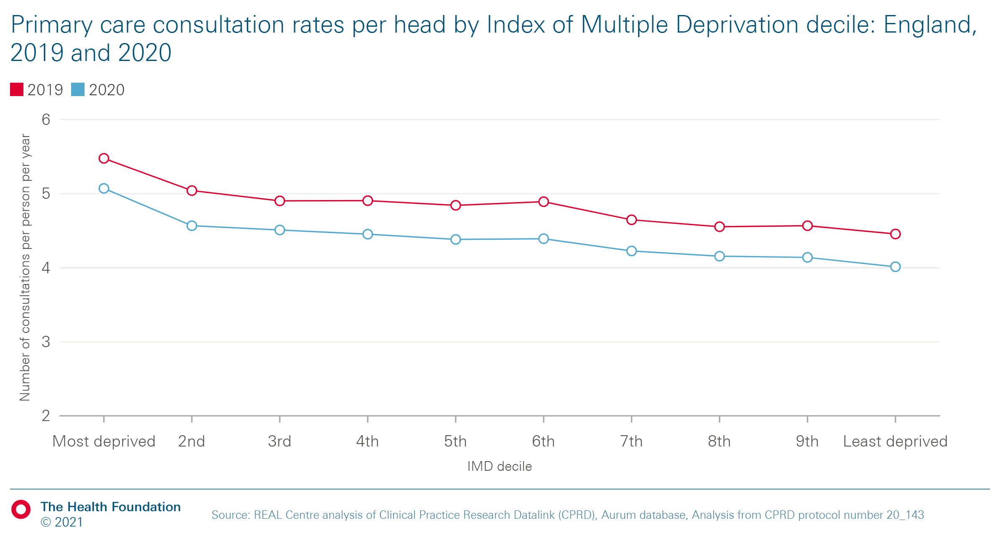 Primary care consultation rates per head by Index of Multiple Deprivation decile: England,
2019 and 2020
2019 2020
Number of consultations per person per year
6
5
4
3
2
Most deprived 2nd 3rd 4th 5th 6th 7th 8th 9th Least deprived
IMD decile
The Health Foundation
© 2021
Source: REAL Centre analysis of Clinical Practice Research Datalink (CPRD), Aurum database, Analysis from CPRD protocol number 20_143